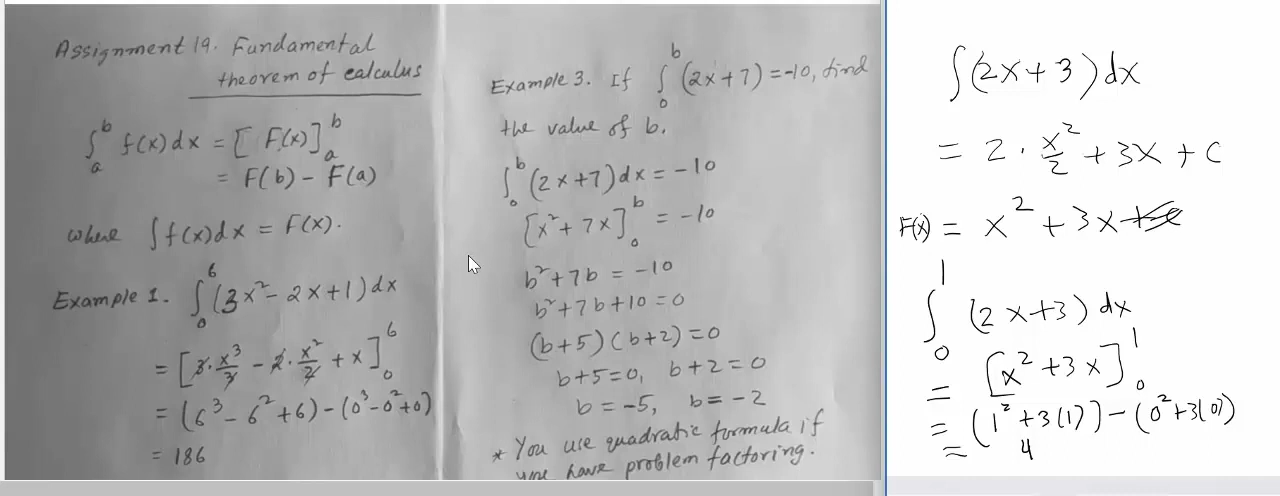 Assignment 19. Fundamental
theorem of calculus
∫ₐᵇ f(x) dx = [F(x)]ₐᵇ
= F(b) - F(a)
where ∫f(x)dx = F(x).
Example 1. ∫₀⁶ (3x² - 2x + 1) dx
= [3·x³/3 - 2·x²/2 + x]₀⁶
= (6³ - 6² + 6) - (0³ - 0² + 0)
= 186
Example 3. If ∫₀ᵇ (2x + 7) = -10, find
the value of b.
∫₀ᵇ (2x + 7) dx = -10
[x² + 7x]₀ᵇ = -10
b² + 7b = -10
b² + 7b + 10 = 0
(b + 5)(b + 2) = 0
b + 5 = 0, b + 2 = 0
b = -5, b = -2
* You use quadratic formula if
you have problem factoring.
∫(2x + 3) dx
= 2·x²/2 + 3x + c
F(x) = x² + 3x
∫₀¹ (2x + 3) dx
= [x² + 3x]₀¹
= (1² + 3(1)) - (0² + 3(0))
= 4